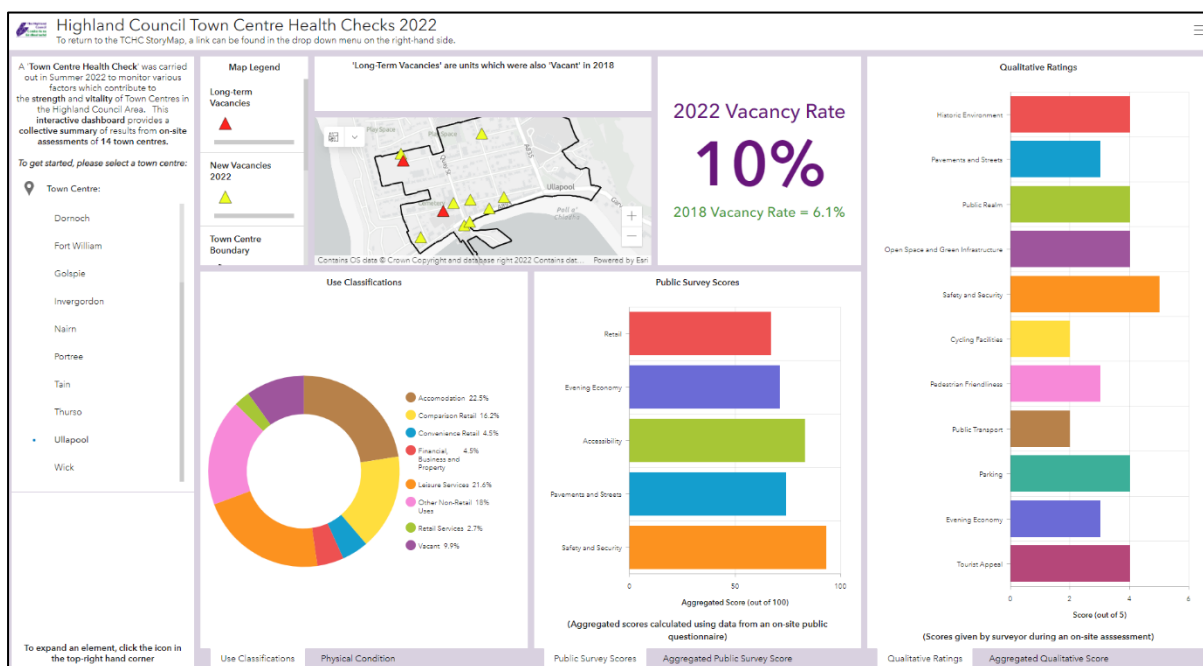 Highland Council Town Centre Health Checks 2022
To return to the TCHC StoryMap, a link can be found in the drop down menu on the right-hand side.
A 'Town Centre Health Check' was carried
out in Summer 2022 to monitor various
factors which contribute to
the strength and vitality of Town Centres in
the Highland Council Area. This
interactive dashboard provides a
collective summary of results from on-site
assessments of 14 town centres.
To get started, please select a town centre:
Town Centre:
Dornoch
Fort William
Golspie
Invergordon
Nairn
Portree
Tain
Thurso
Ullapool
Wick
To expand an element, click the icon in
the top-right hand corner
Map Legend
Long-term
Vacancies
New Vacancies
2022
Town Centre
Boundary
'Long-Term Vacancies' are units which were also 'Vacant' in 2018
PlaySpace
PlaySpace
Quay St
A835
Ullapool
Cemetery
Contains OS data © Crown Copyright and database right 2022 Contains dat...
Powered by Esri
2022 Vacancy Rate
10%
2018 Vacancy Rate = 6.1%
Use Classifications
Accomodation 22.5%
Comparison Retail 16.2%
Convenience Retail 4.5%
Financial, 4.5%
Business and
Property
Leisure Services 21.6%
Other Non-Retail 18%
Uses
Retail Services 2.7%
Vacant 9.9%
Use Classifications
Physical Condition
Public Survey Scores
Retail
Evening Economy
Accessibility
Pavements and Streets
Safety and Security
0
50
100
Aggregated Score (out of 100)
(Aggregated scores calculated using data from an on-site public
questionnaire)
Public Survey Scores
Aggregated Public Survey Score
Qualitative Ratings
Historic Environment
Pavements and Streets
Public Realm
Open Space and Green Infrastructure
Safety and Security
Cycling Facilities
Pedestrian Friendliness
Public Transport
Parking
Evening Economy
Tourist Appeal
0
2
4
6
Score (out of 5)
(Scores given by surveyor during an on-site asssessment)
Qualitative Ratings
Aggregated Qualitative Score